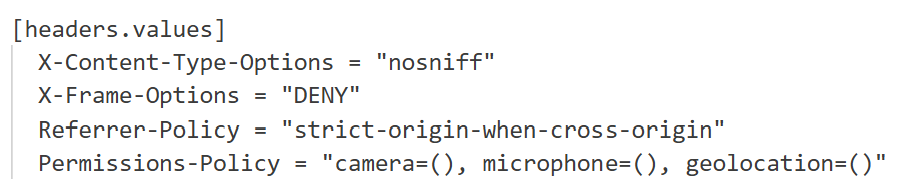 [headers.values]
  X-Content-Type-Options = "nosniff"
  X-Frame-Options = "DENY"
  Referrer-Policy = "strict-origin-when-cross-origin"
  Permissions-Policy = "camera=(), microphone=(), geolocation=()"